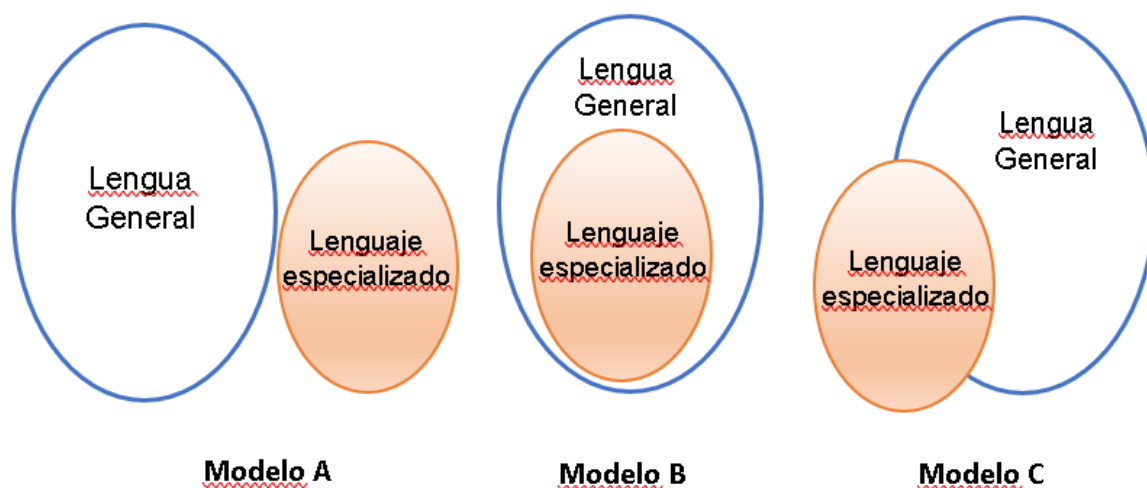 Lengua
General
Lenguaje
especializado
Modelo A
Lengua
General
Lenguaje
especializado
Modelo B
Lengua
General
Lenguaje
especializado
Modelo C